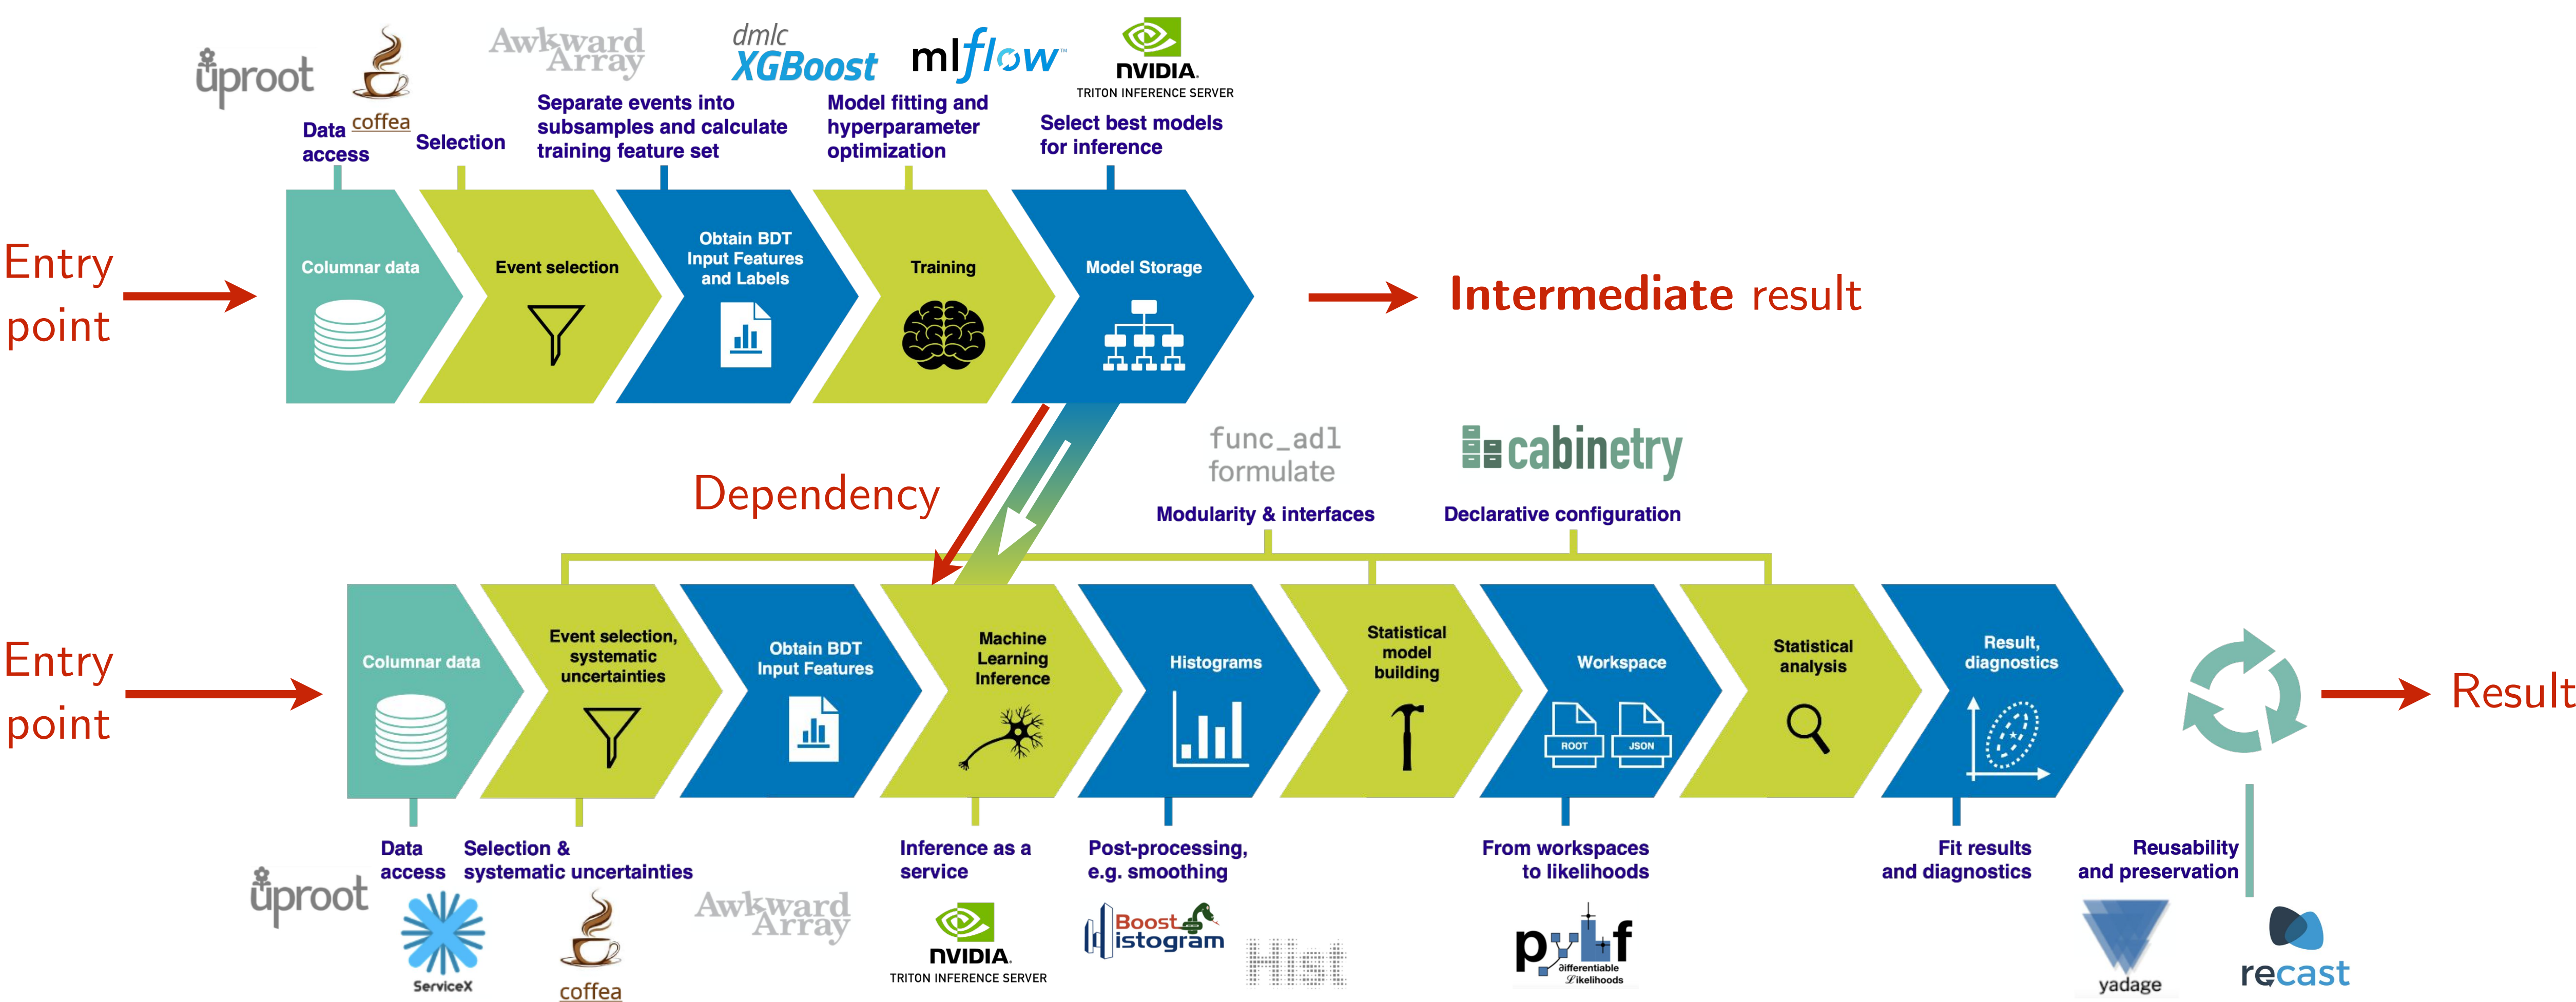 uproot
coffea
Awkward
Array
dmlc
XGBoost
mlflow™
NVIDIA.
TRITON INFERENCE SERVER
Data
access
Selection
Separate events into
subsamples and calculate
training feature set
Model fitting and
hyperparameter
optimization
Select best models
for inference
Entry
point
Columnar data
Event selection
Obtain BDT
Input Features
and Labels
Training
Model Storage
Intermediate result
Dependency
func_adl
formulate
cabinetry
Modularity & interfaces
Declarative configuration
Entry
point
Columnar data
Event selection,
systematic
uncertainties
Obtain BDT
Input Features
Machine
Learning
Inference
Histograms
Statistical
model
building
Workspace
ROOT
JSON
Statistical
analysis
Result,
diagnostics
Result
Data
access
Selection &
systematic uncertainties
Inference as a
service
Post-processing,
e.g. smoothing
From workspaces
to likelihoods
Fit results
and diagnostics
Reusability
and preservation
uproot
ServiceX
coffea
Awkward
Array
NVIDIA.
TRITON INFERENCE SERVER
Boost
istogram
Hist
pyhf
differentiable
Likelihoods
yadage
recast